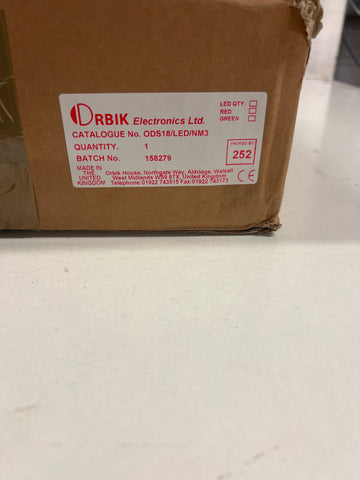 ORBIK Electronics Ltd.
LED QTY:
RED
GREEN
CATALOGUE No. ODS18/LED/NM3
QUANTITY. 1
BATCH No. 158279
PACKED BY
252
MADE IN
THE
UNITED
KINGDOM
Orbik House, Northgate Way, Aldridge, Walsall
West Midlands WS9 8TX, United Kingdom
Telephone:01922 743515 Fax:01922 743173
CE